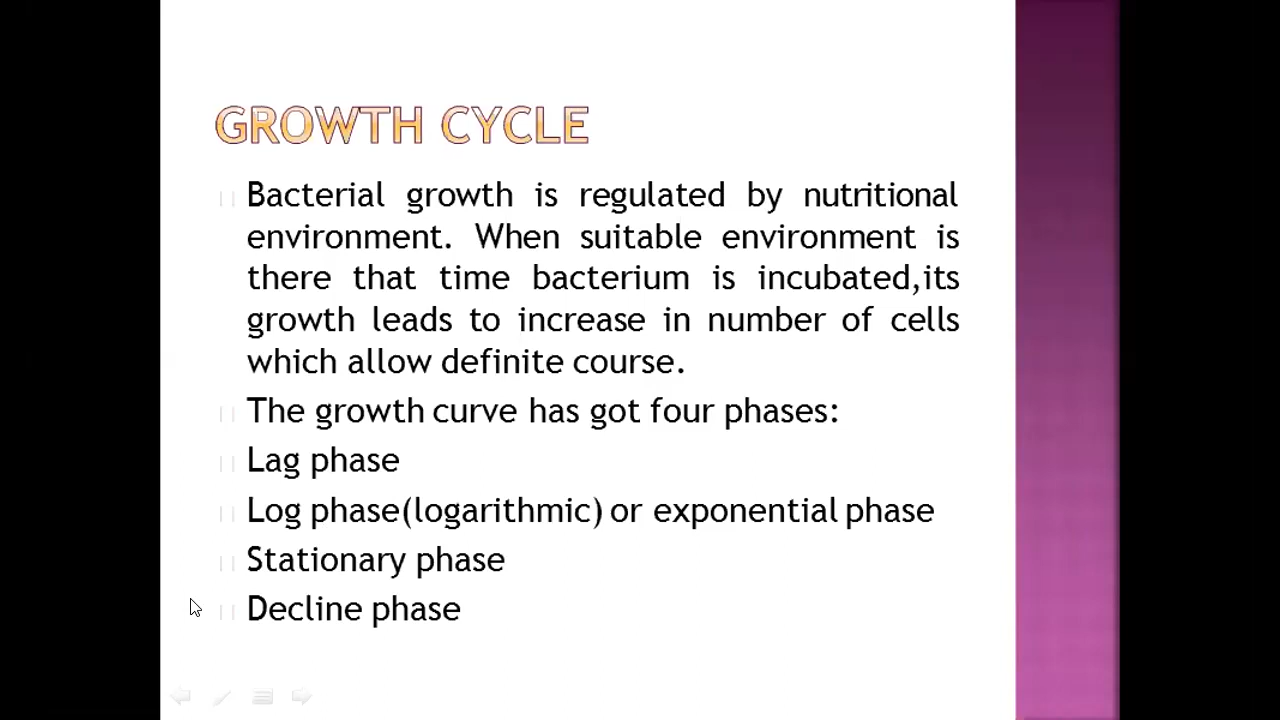 GROWTH CYCLE
Bacterial growth is regulated by nutritional
environment. When suitable environment is
there that time bacterium is incubated,its
growth leads to increase in number of cells
which allow definite course.
The growth curve has got four phases:
Lag phase
Log phase(logarithmic) or exponential phase
Stationary phase
Decline phase